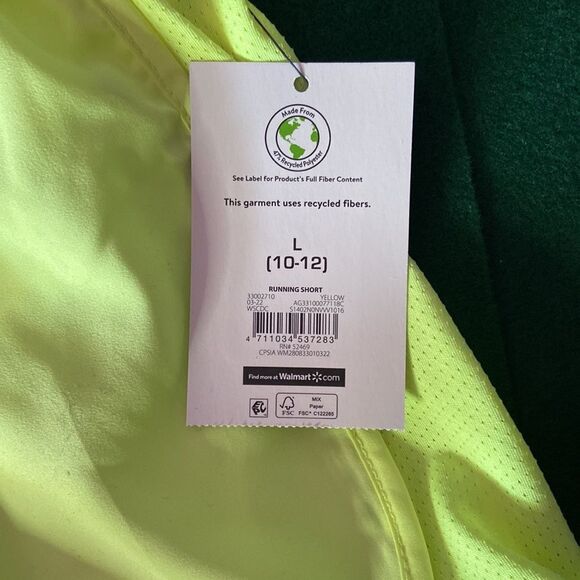 Made From
47% Recycled Polyester
See Label for Product's Full Fiber Content
This garment uses recycled fibers.
L
(10-12)
RUNNING SHORT
33002710 YELLOW
03-22 AG33100077118C
WSCDC S1402N0NVVV1016
4 711034 537283
RN# 52469
CPSIA WM280833010322
Find more at Walmart.com
FSC
MIX
Paper
FSC® C122285